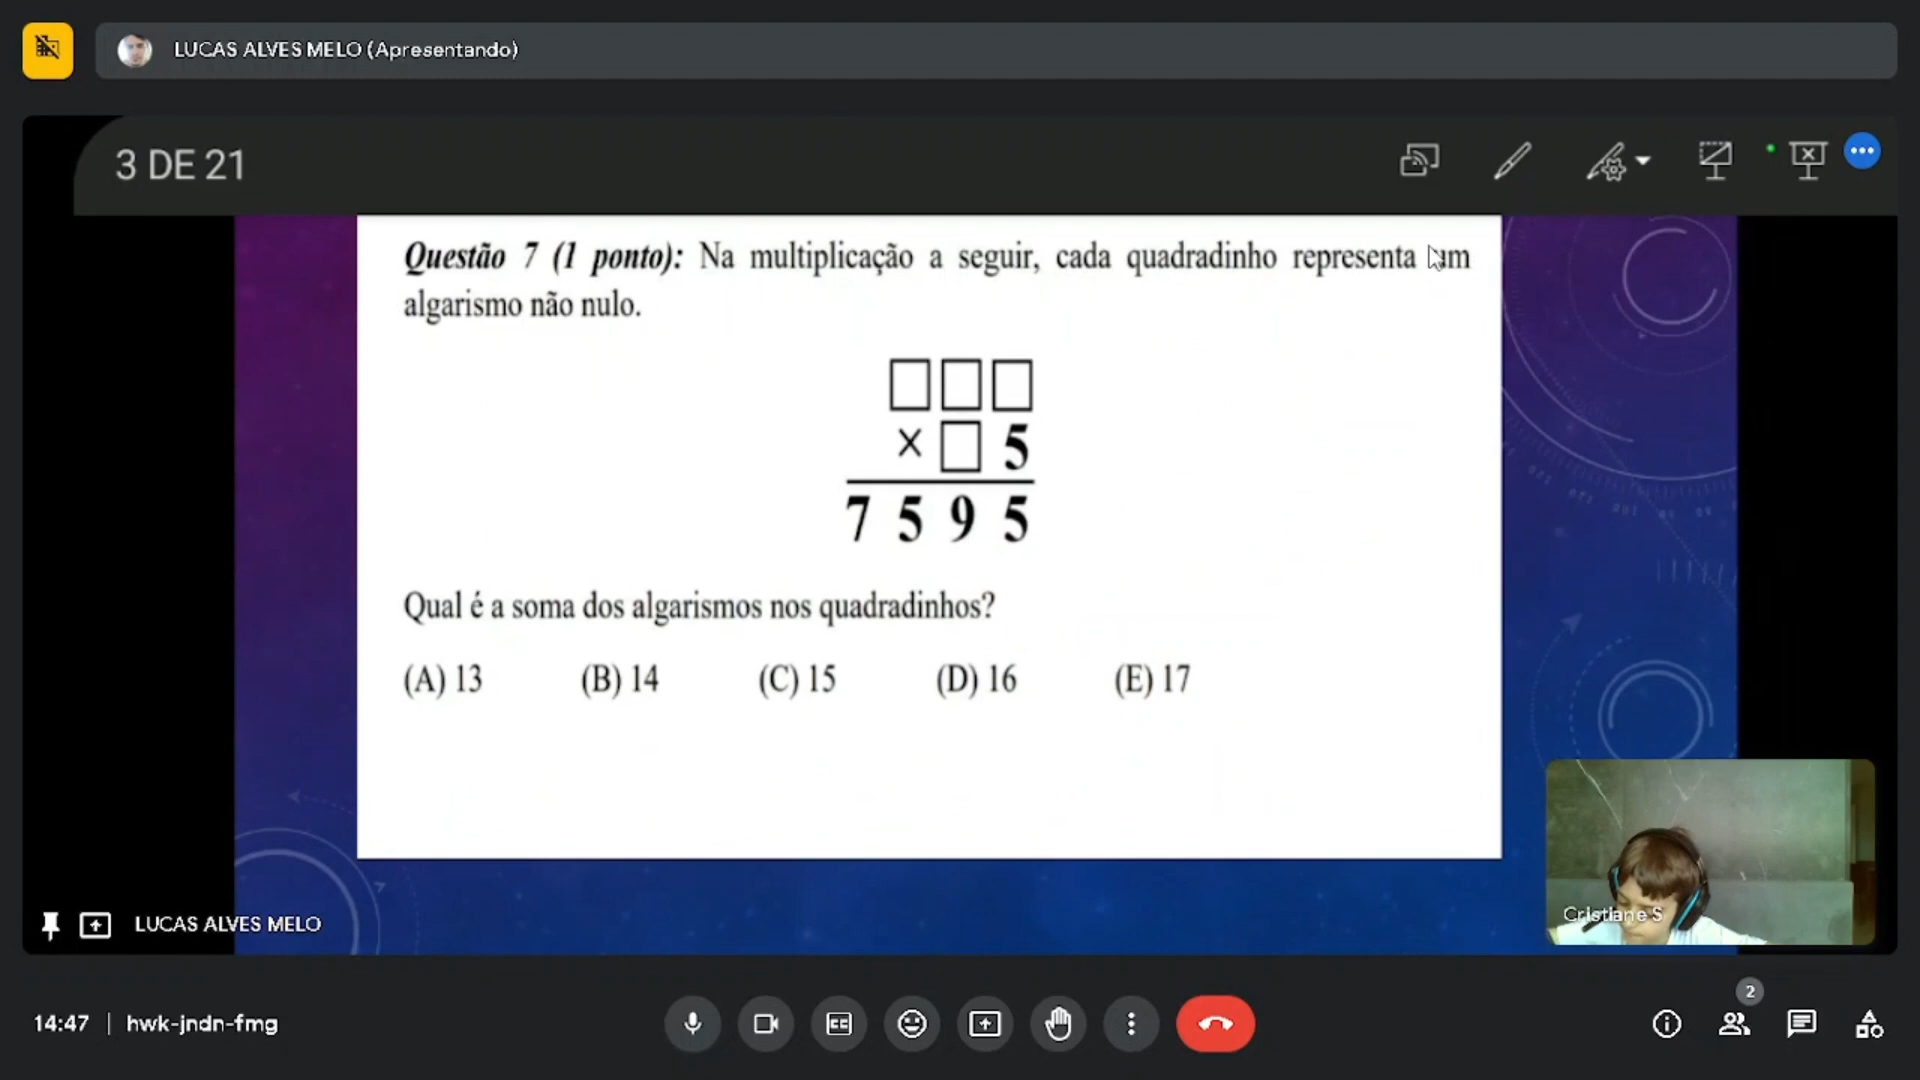 LUCAS ALVES MELO (Apresentando)
3 DE 21
Questão 7 (1 ponto): Na multiplicação a seguir, cada quadradinho representa um
algarismo não nulo.
□□□
× □ 5
7 5 9 5
Qual é a soma dos algarismos nos quadradinhos?
(A) 13 (B) 14 (C) 15 (D) 16 (E) 17
Cristiane S
LUCAS ALVES MELO
2
14:47 | hwk-jndn-fmg